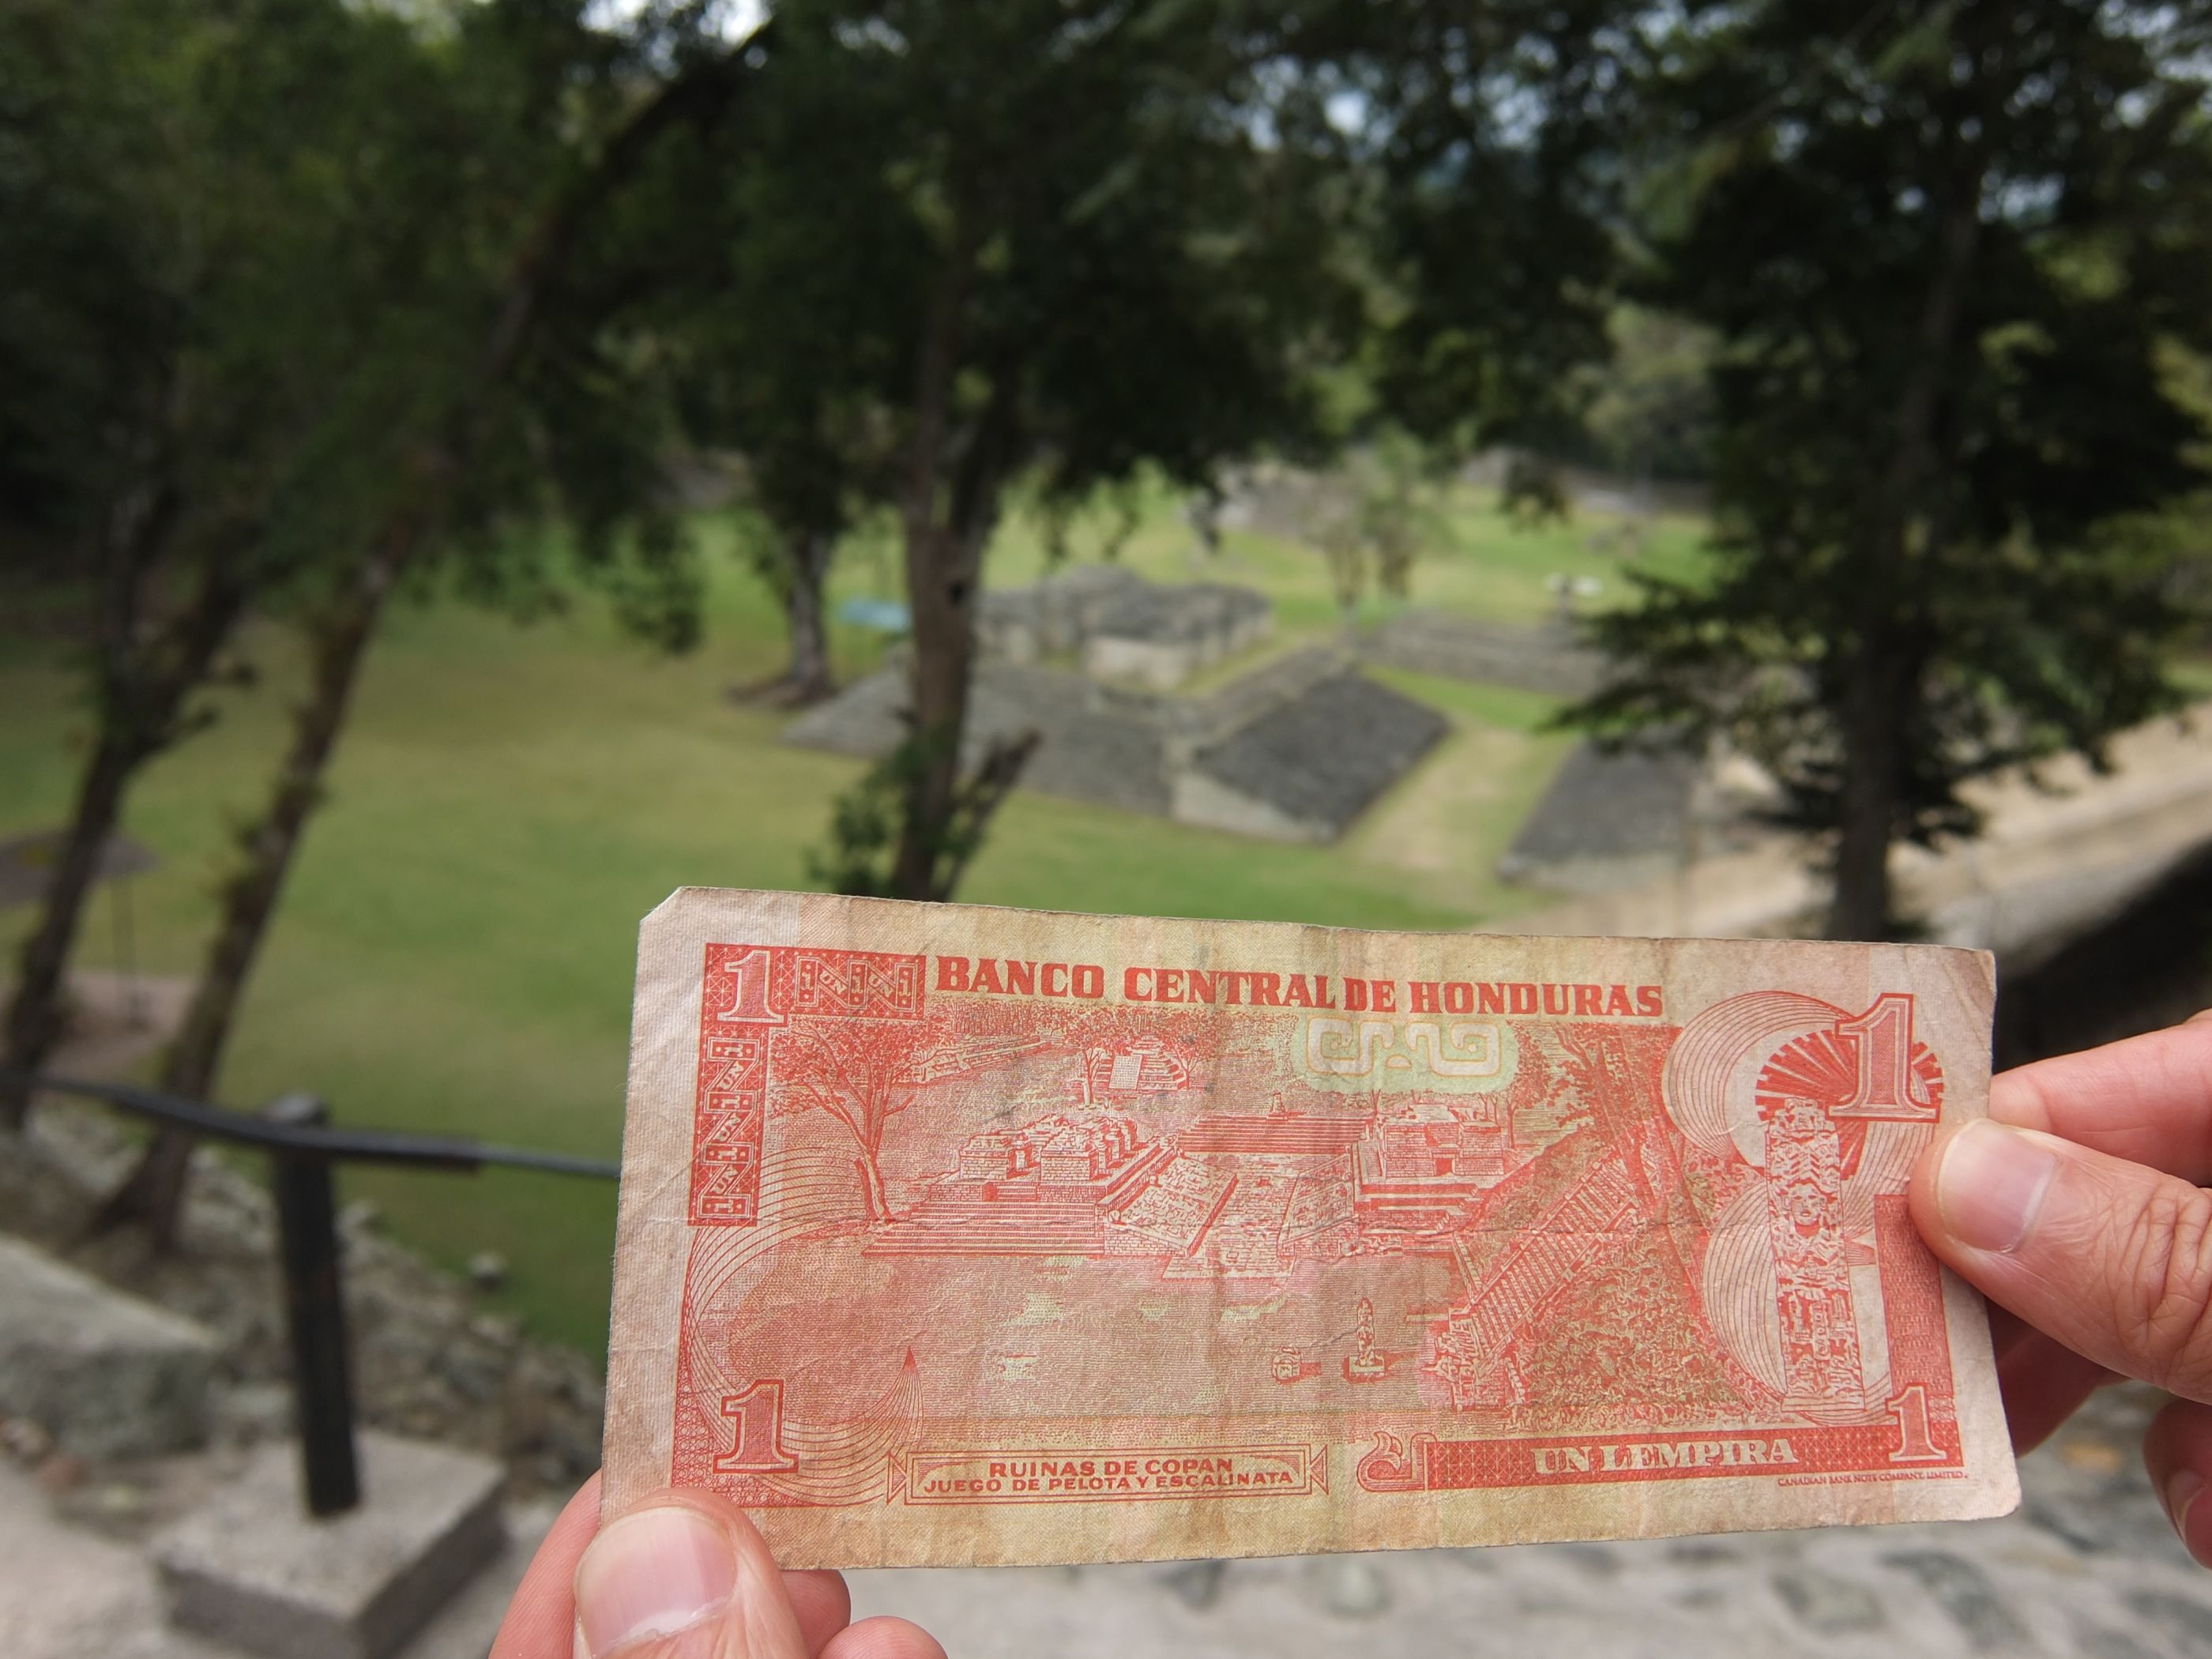 1
BANCO CENTRAL DE HONDURAS
1
1
RUINAS DE COPAN
JUEGO DE PELOTA Y ESCALINATA
UN LEMPIRA
1
CANADIAN BANK NOTE COMPANY, LIMITED